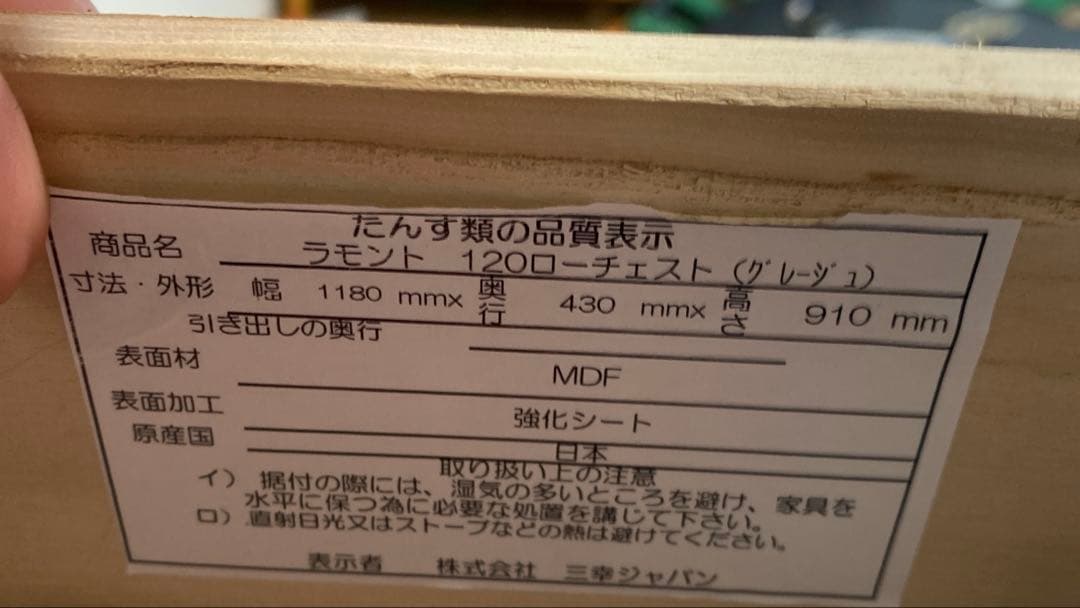 たんす類の品質表示
商品名 ラモント 120ローチェスト (ｸﾞﾚｰｼﾞｭ)
寸法・外形 幅 1180 mmx 奥行 430 mmx 高さ 910 mm
引き出しの奥行
表面材 MDF
表面加工 強化シート
原産国 日本
取り扱い上の注意
イ) 据付の際には、湿気の多いところを避け、家具を
水平に保つ為に必要な処置を講じて下さい。
ロ) 直射日光又はストーブなどの熱は避けてください。
表示者 株式会社 三幸ジャパン